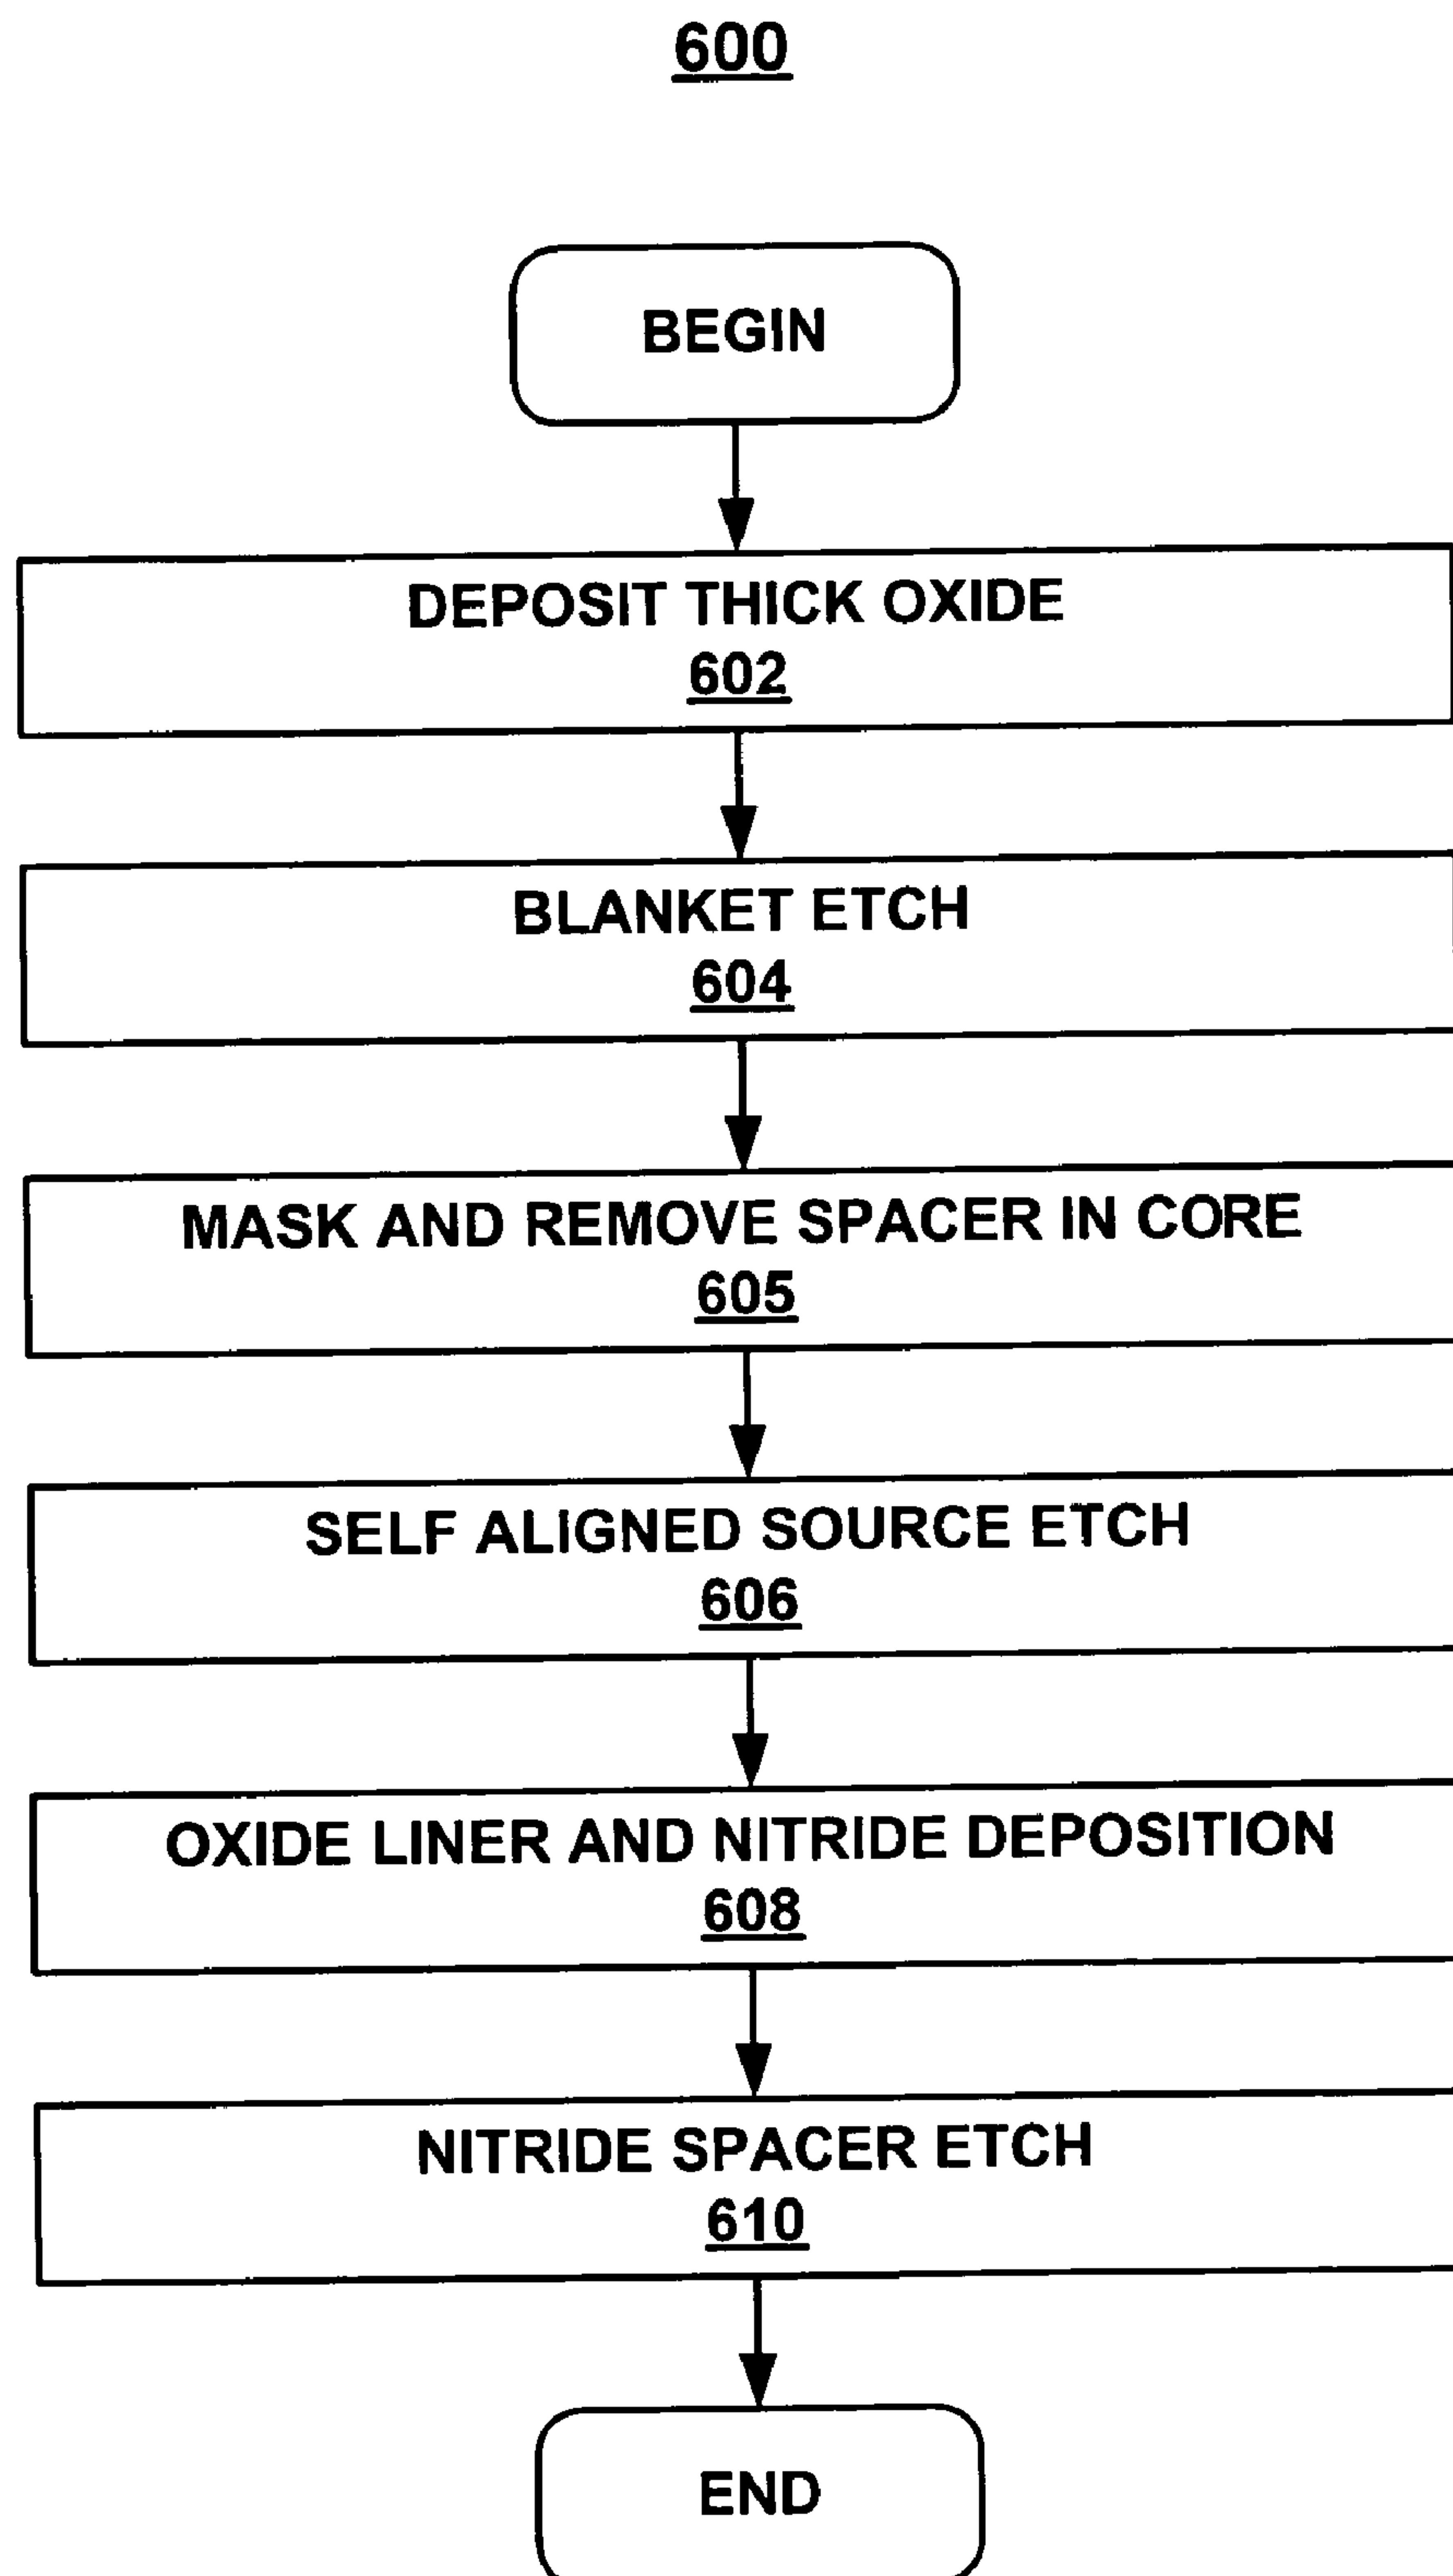 600
BEGIN
DEPOSIT THICK OXIDE
602
BLANKET ETCH
604
MASK AND REMOVE SPACER IN CORE
605
SELF ALIGNED SOURCE ETCH
606
OXIDE LINER AND NITRIDE DEPOSITION
608
NITRIDE SPACER ETCH
610
END